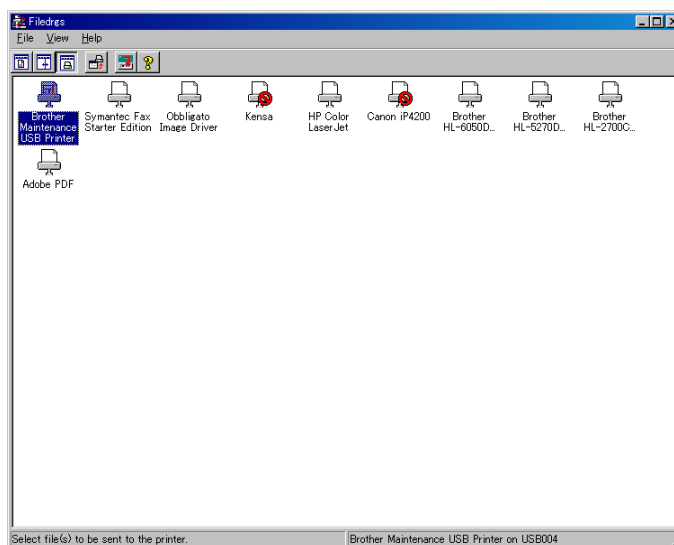 Filedrgs
File View Help
Brother Maintenance USB Printer
Symantec Fax Starter Edition
Obbligato Image Driver
Kensa
HP Color LaserJet
Canon iP4200
Brother HL-6050D...
Brother HL-5270D...
Brother HL-2700C...
Adobe PDF
Select file(s) to be sent to the printer.
Brother Maintenance USB Printer on USB004